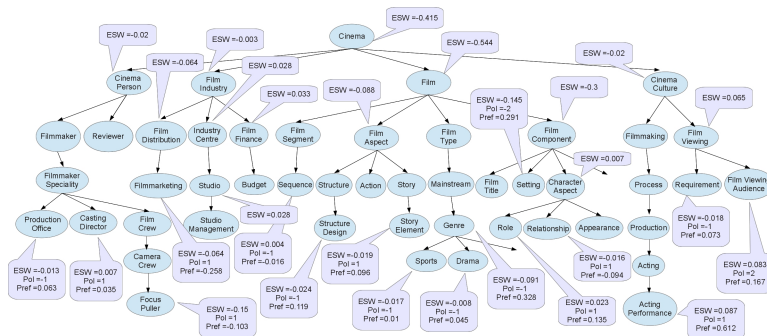 Cinema
ESW =-0.415
ESW =-0.02
ESW =-0.003
ESW =-0.544
ESW =-0.02
Cinema
Person
ESW =-0.064
Film
Industry
ESW =0.028
Film
Cinema
Culture
ESW =0.033
ESW =-0.088
ESW =-0.145
Pol =-2
Pref =0.291
ESW =-0.3
ESW =0.065
Filmmaker
Reviewer
Film
Distribution
Industry
Centre
Film
Finance
Film
Segment
Film
Aspect
Film
Type
Film
Component
ESW =0.007
Filmmaking
Film
Viewing
Filmmaker
Speciality
Filmmarketing
Studio
Budget
Sequence
Structure
Action
Story
Mainstream
Film
Title
Setting
Character
Aspect
Process
Requirement
Film Viewing
Audience
Production
Office
Casting
Director
Film
Crew
Studio
Management
ESW =0.028
Structure
Design
Story
Element
Genre
Role
Relationship
Appearance
Production
ESW =-0.018
Pol =-1
Pref =0.073
ESW =-0.013
Pol =-1
Pref =0.063
ESW =0.007
Pol =1
Pref =0.035
Camera
Crew
ESW =-0.064
Pol =1
Pref =-0.258
ESW =0.004
Pol =-1
Pref =-0.016
ESW =-0.019
Pol =1
Pref =0.096
Sports
Drama
ESW =-0.091
Pol =-1
Pref =0.328
ESW =-0.016
Pol =1
Pref =-0.094
Acting
ESW =0.083
Pol =2
Pref =0.167
Focus
Puller
ESW =-0.15
Pol =1
Pref =-0.103
ESW =-0.024
Pol =-1
Pref =0.119
ESW =-0.017
Pol =-1
Pref =0.01
ESW =-0.008
Pol =-1
Pref =0.045
ESW =0.023
Pol =1
Pref =0.135
Acting
Performance
ESW =0.087
Pol =1
Pref =0.612